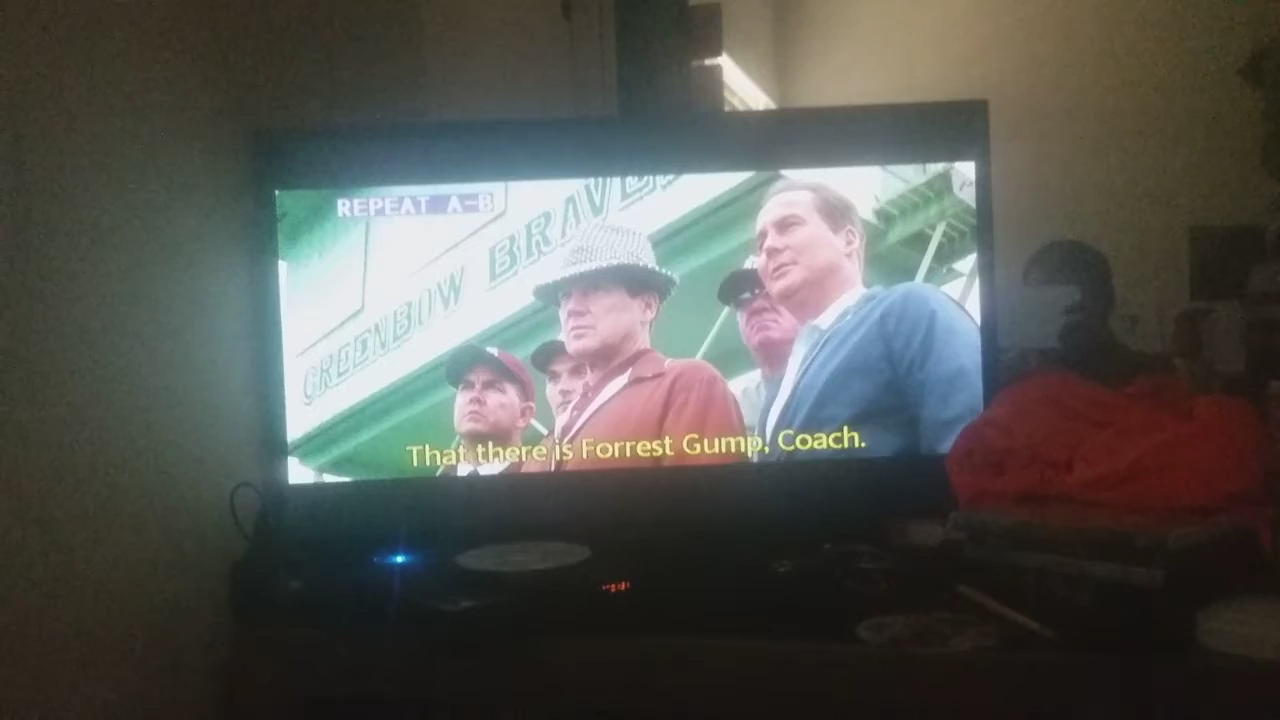 REPEAT A-B
GREENBOW BRAVES
That there is Forrest Gump, Coach.